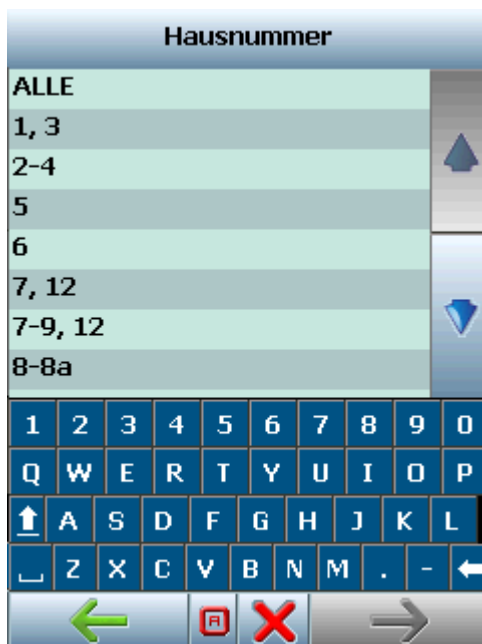 Hausnummer
ALLE
1, 3
2-4
5
6
7, 12
7-9, 12
8-8a
1 2 3 4 5 6 7 8 9 0
Q W E R T Y U I O P
A S D F G H J K L
Z X C V B N M . -
A